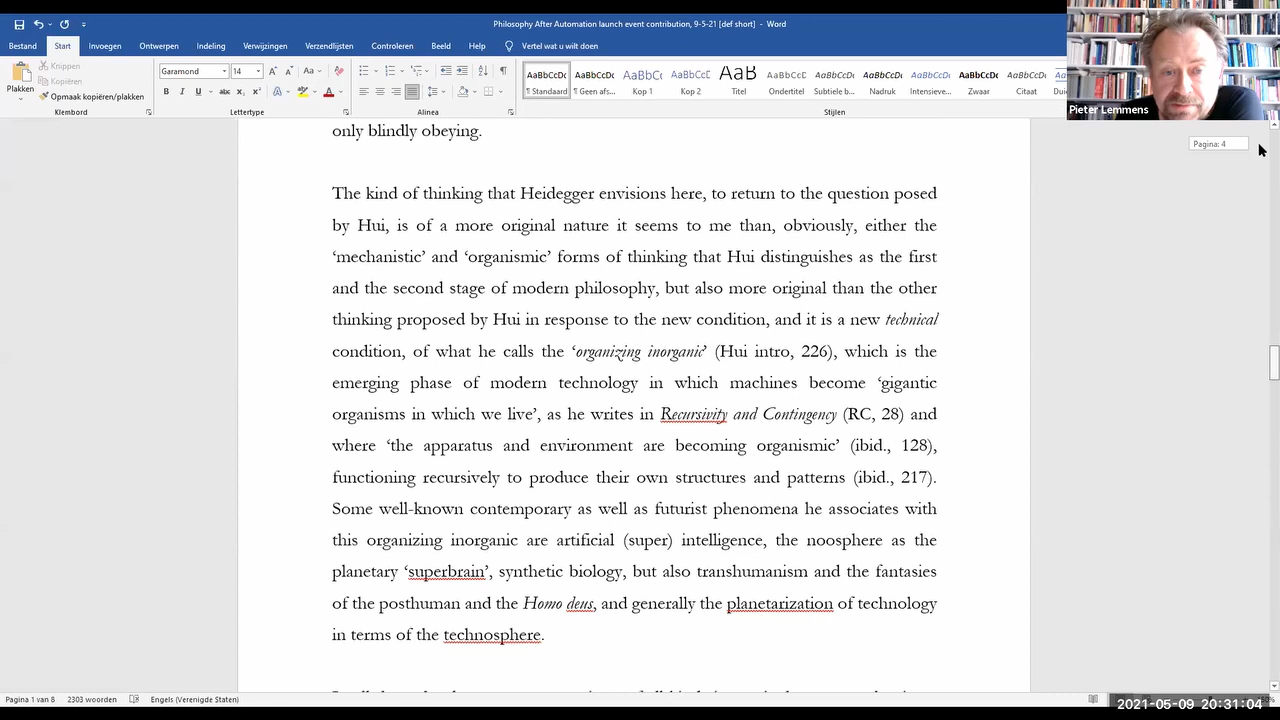 Philosophy After Automation launch event contribution, 9-5-21 [def short] - Word
Bestand Start Invoegen Ontwerpen Indeling Verwijzingen Verzendlijsten Controleren Beeld Help Vertel wat u wilt doen
Plakken
Knippen
Kopiëren
Opmaak kopiëren/plakken
Klembord
Garamond 14
Lettertype
Alinea
AaBbCcDc AaBbCcDc AaBbCc AaBbCc AaB AaBbCcDc AaBbCcDc AaBbCcDc AaBbCcDc AaBbCcDc AaBbCcDc
¶ Standaard ¶ Geen afs... Kop 1 Kop 2 Titel Ondertitel Subtiele b... Nadruk Intensieve... Zwaar Citaat
Stijlen
Pieter Lemmens
Pagina: 4
only blindly obeying.
The kind of thinking that Heidegger envisions here, to return to the question posed
by Hui, is of a more original nature it seems to me than, obviously, either the
‘mechanistic’ and ‘organismic’ forms of thinking that Hui distinguishes as the first
and the second stage of modern philosophy, but also more original than the other
thinking proposed by Hui in response to the new condition, and it is a new technical
condition, of what he calls the ‘organizing inorganic’ (Hui intro, 226), which is the
emerging phase of modern technology in which machines become ‘gigantic
organisms in which we live’, as he writes in Recursivity and Contingency (RC, 28) and
where ‘the apparatus and environment are becoming organismic’ (ibid., 128),
functioning recursively to produce their own structures and patterns (ibid., 217).
Some well-known contemporary as well as futurist phenomena he associates with
this organizing inorganic are artificial (super) intelligence, the noosphere as the
planetary ‘superbrain’, synthetic biology, but also transhumanism and the fantasies
of the posthuman and the Homo deus, and generally the planetarization of technology
in terms of the technosphere.
Pagina 1 van 8 2303 woorden Engels (Verenigde Staten)
2021-05-09 20:31:04